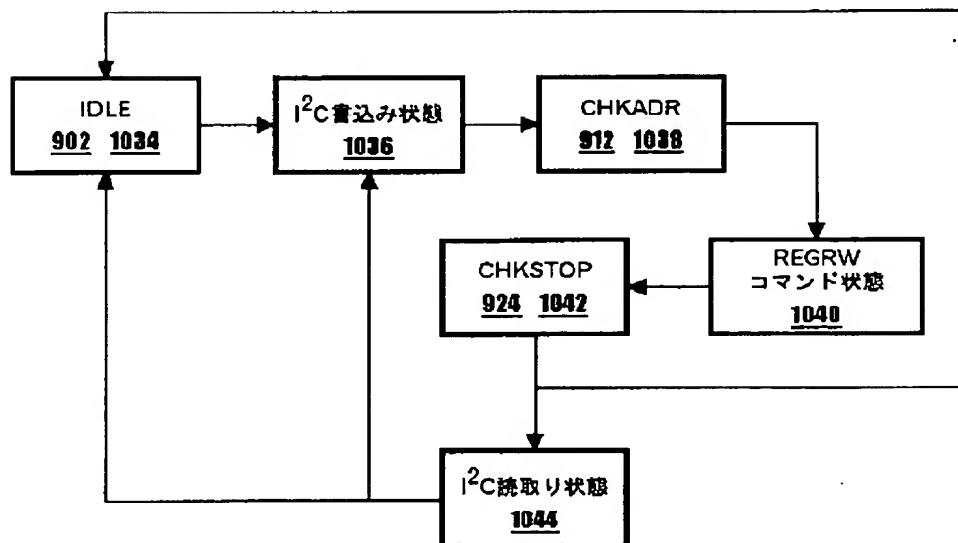 IDLE
902 1034
I²C書込み状態
1036
CHKADR
912 1038
CHKSTOP
924 1042
REGRW
コマンド状態
1040
I²C読取り状態
1044